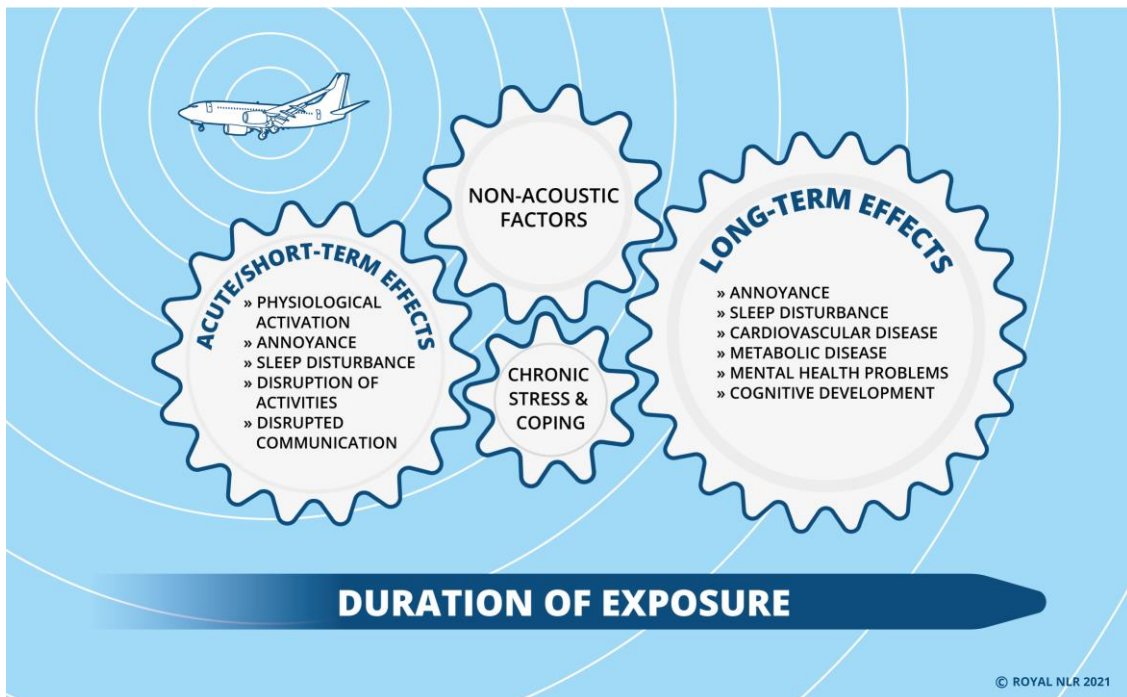 NON-ACOUSTIC
FACTORS
ACUTE/SHORT-TERM EFFECTS
» PHYSIOLOGICAL
ACTIVATION
» ANNOYANCE
» SLEEP DISTURBANCE
» DISRUPTION OF
ACTIVITIES
» DISRUPTED
COMMUNICATION
CHRONIC
STRESS &
COPING
LONG-TERM EFFECTS
» ANNOYANCE
» SLEEP DISTURBANCE
» CARDIOVASCULAR DISEASE
» METABOLIC DISEASE
» MENTAL HEALTH PROBLEMS
» COGNITIVE DEVELOPMENT
DURATION OF EXPOSURE
© ROYAL NLR 2021